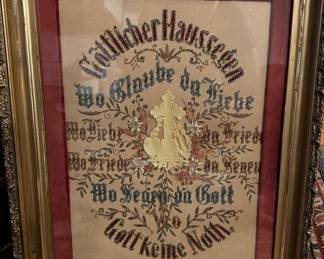 Göttlicher Haussegen
Wo Glaube da Liebe
Wo Liebe da Friede
Wo Friede da Segen
Wo Segen da Gott
Wo Gott keine Noth.